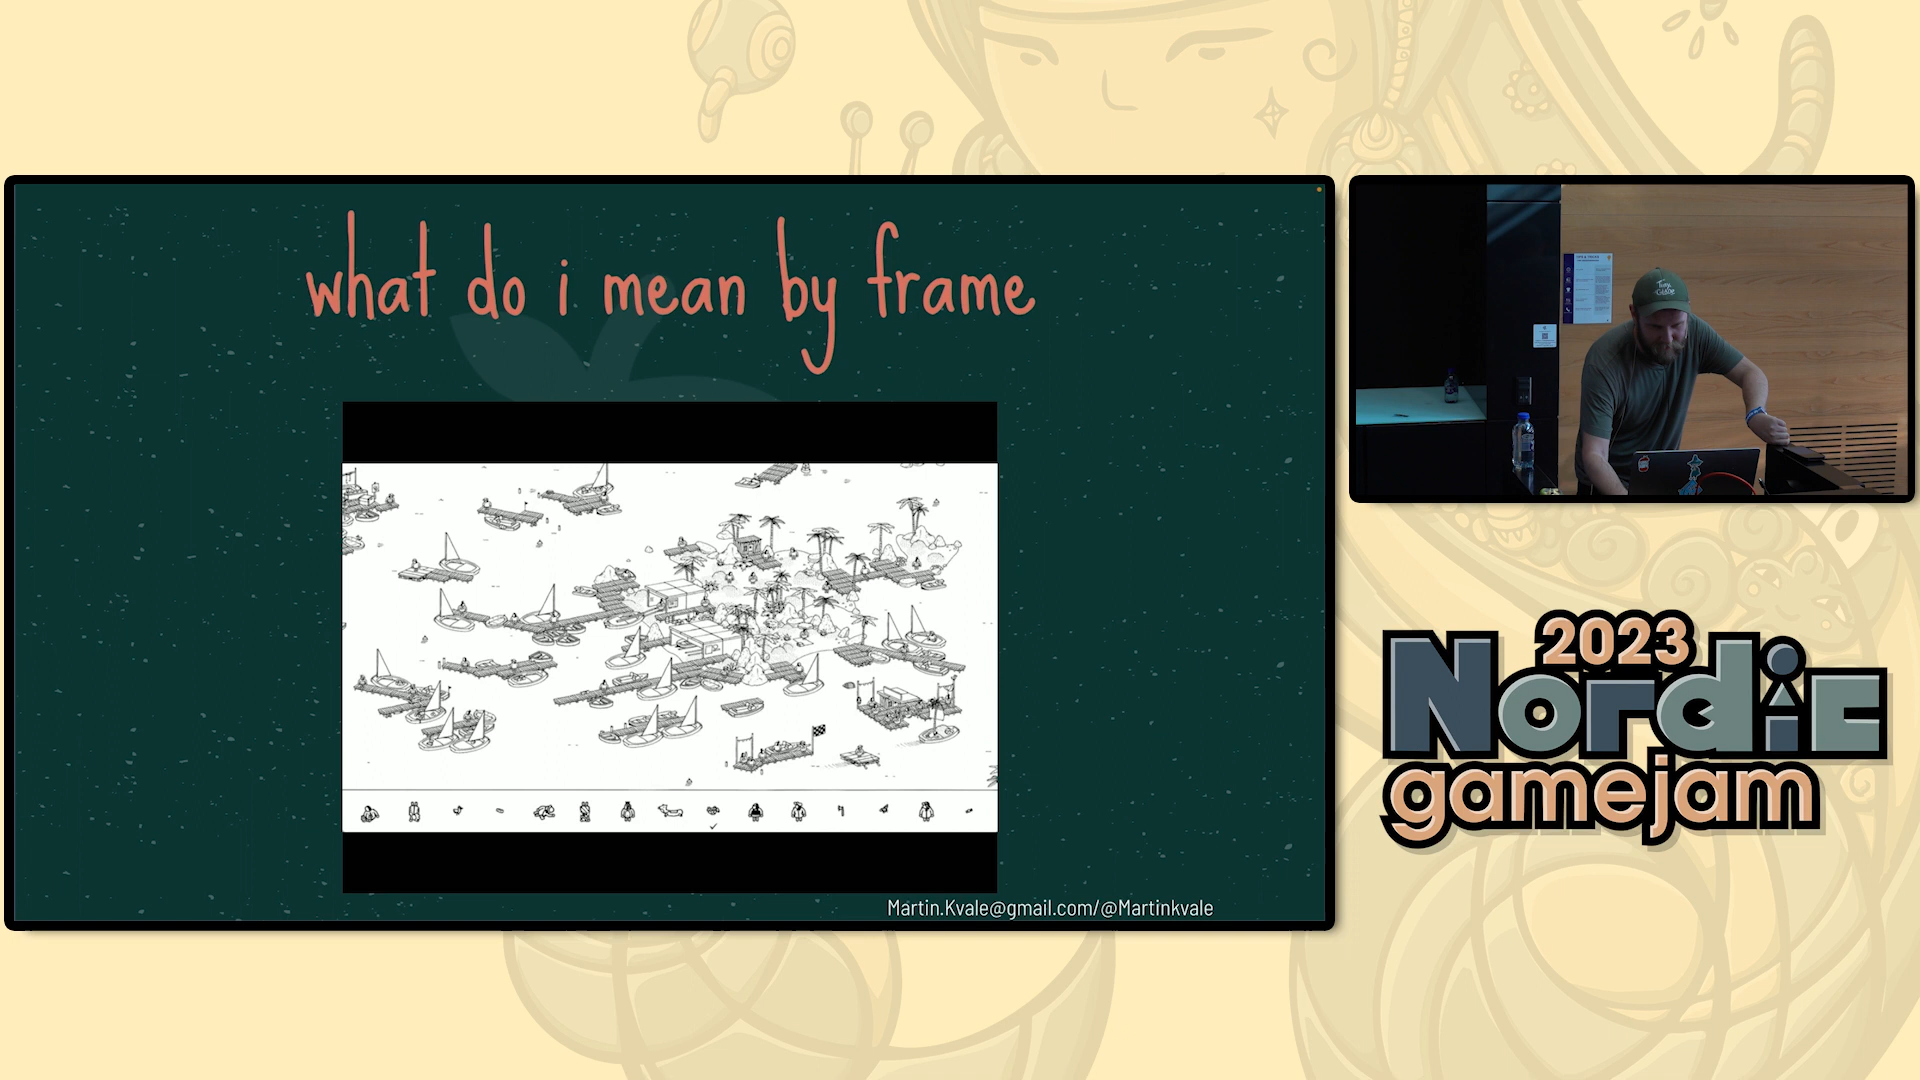 what do i mean by frame
Martin.Kvale@gmail.com/@Martinkvale
2023
Nordic
gamejam